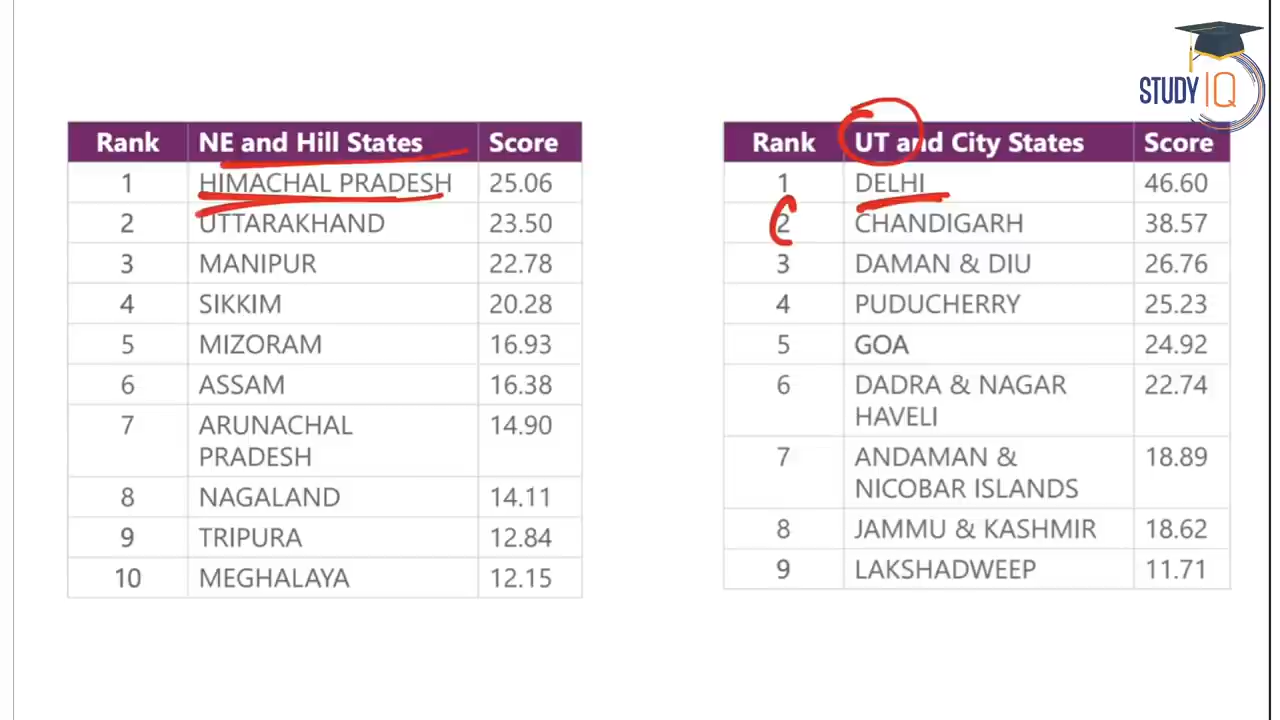 STUDY IQ
Rank NE and Hill States Score
1 HIMACHAL PRADESH 25.06
2 UTTARAKHAND 23.50
3 MANIPUR 22.78
4 SIKKIM 20.28
5 MIZORAM 16.93
6 ASSAM 16.38
7 ARUNACHAL 14.90
PRADESH
8 NAGALAND 14.11
9 TRIPURA 12.84
10 MEGHALAYA 12.15
Rank UT and City States Score
1 DELHI 46.60
2 CHANDIGARH 38.57
3 DAMAN & DIU 26.76
4 PUDUCHERRY 25.23
5 GOA 24.92
6 DADRA & NAGAR 22.74
HAVELI
7 ANDAMAN & 18.89
NICOBAR ISLANDS
8 JAMMU & KASHMIR 18.62
9 LAKSHADWEEP 11.71